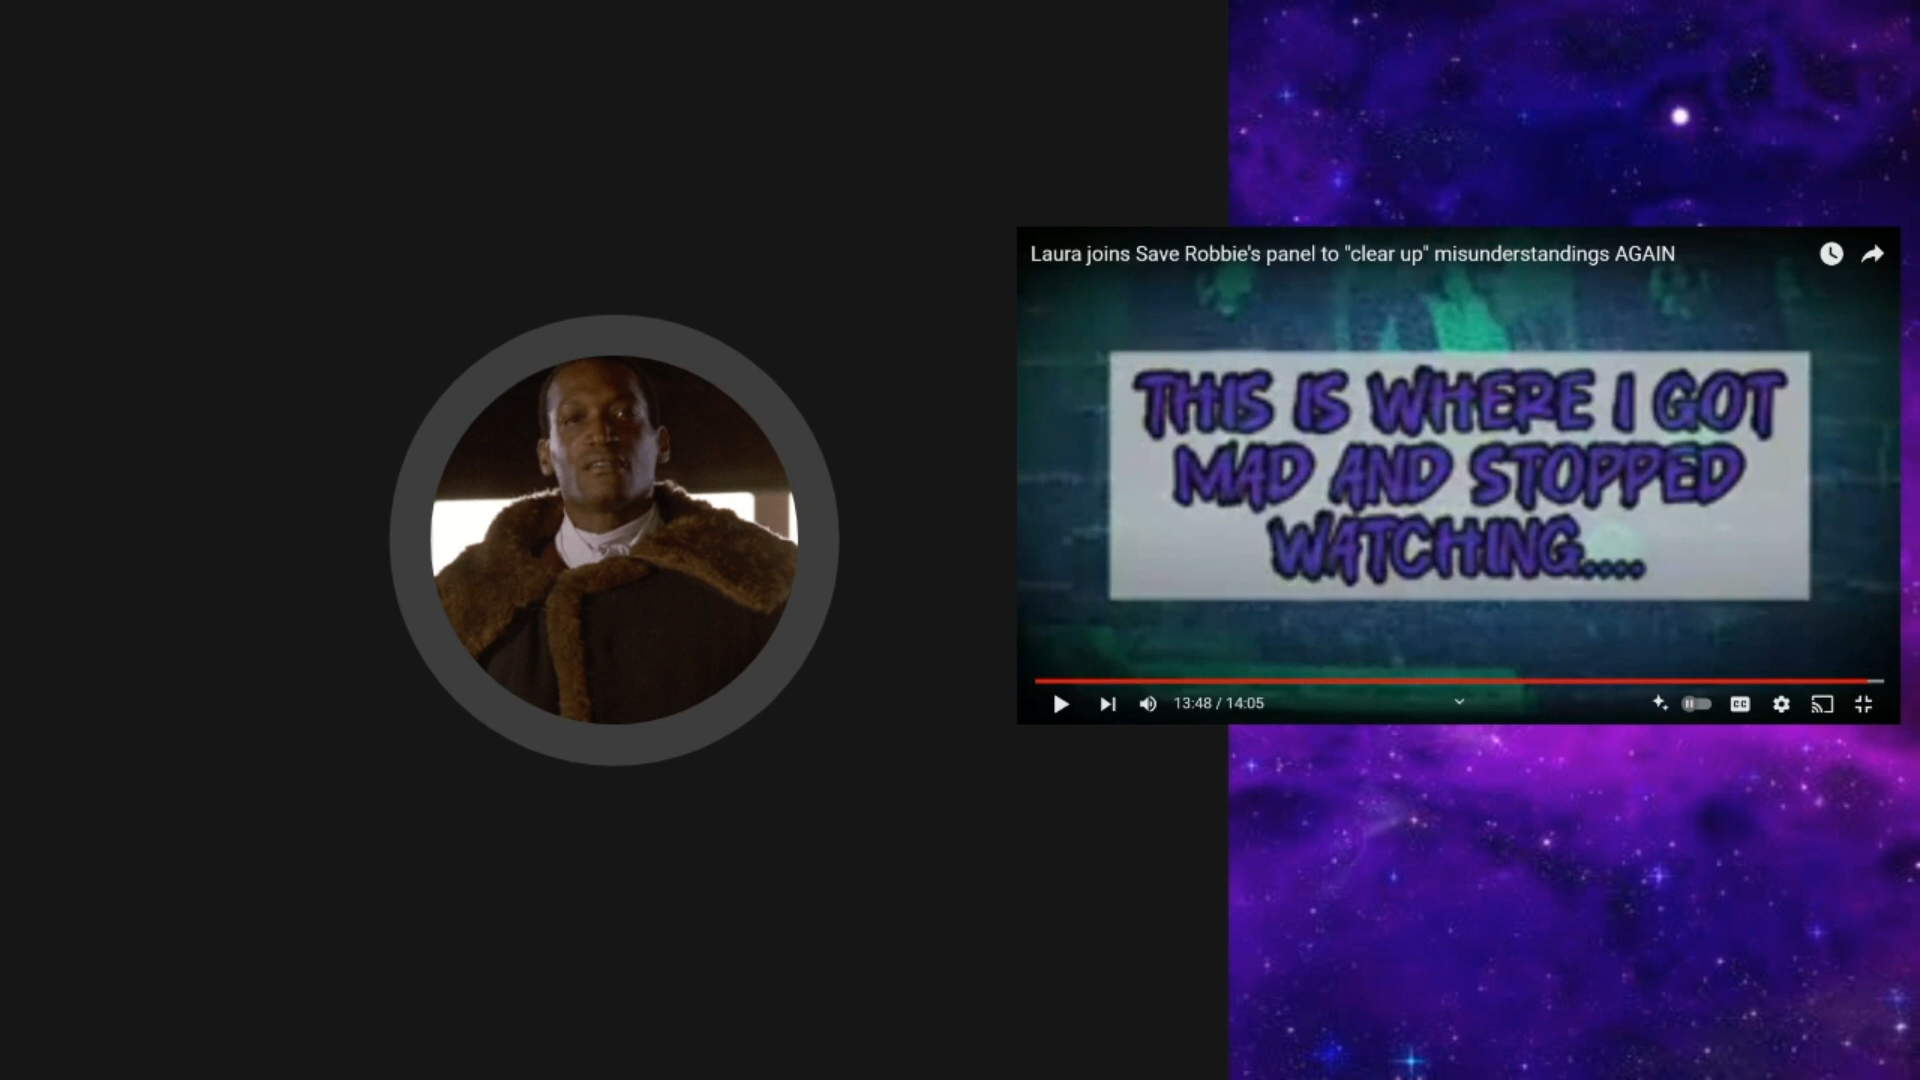 Laura joins Save Robbie's panel to "clear up" misunderstandings AGAIN
THIS IS WHERE I GOT
MAD AND STOPPED
WATCHING....
13:48 / 14:05
CC